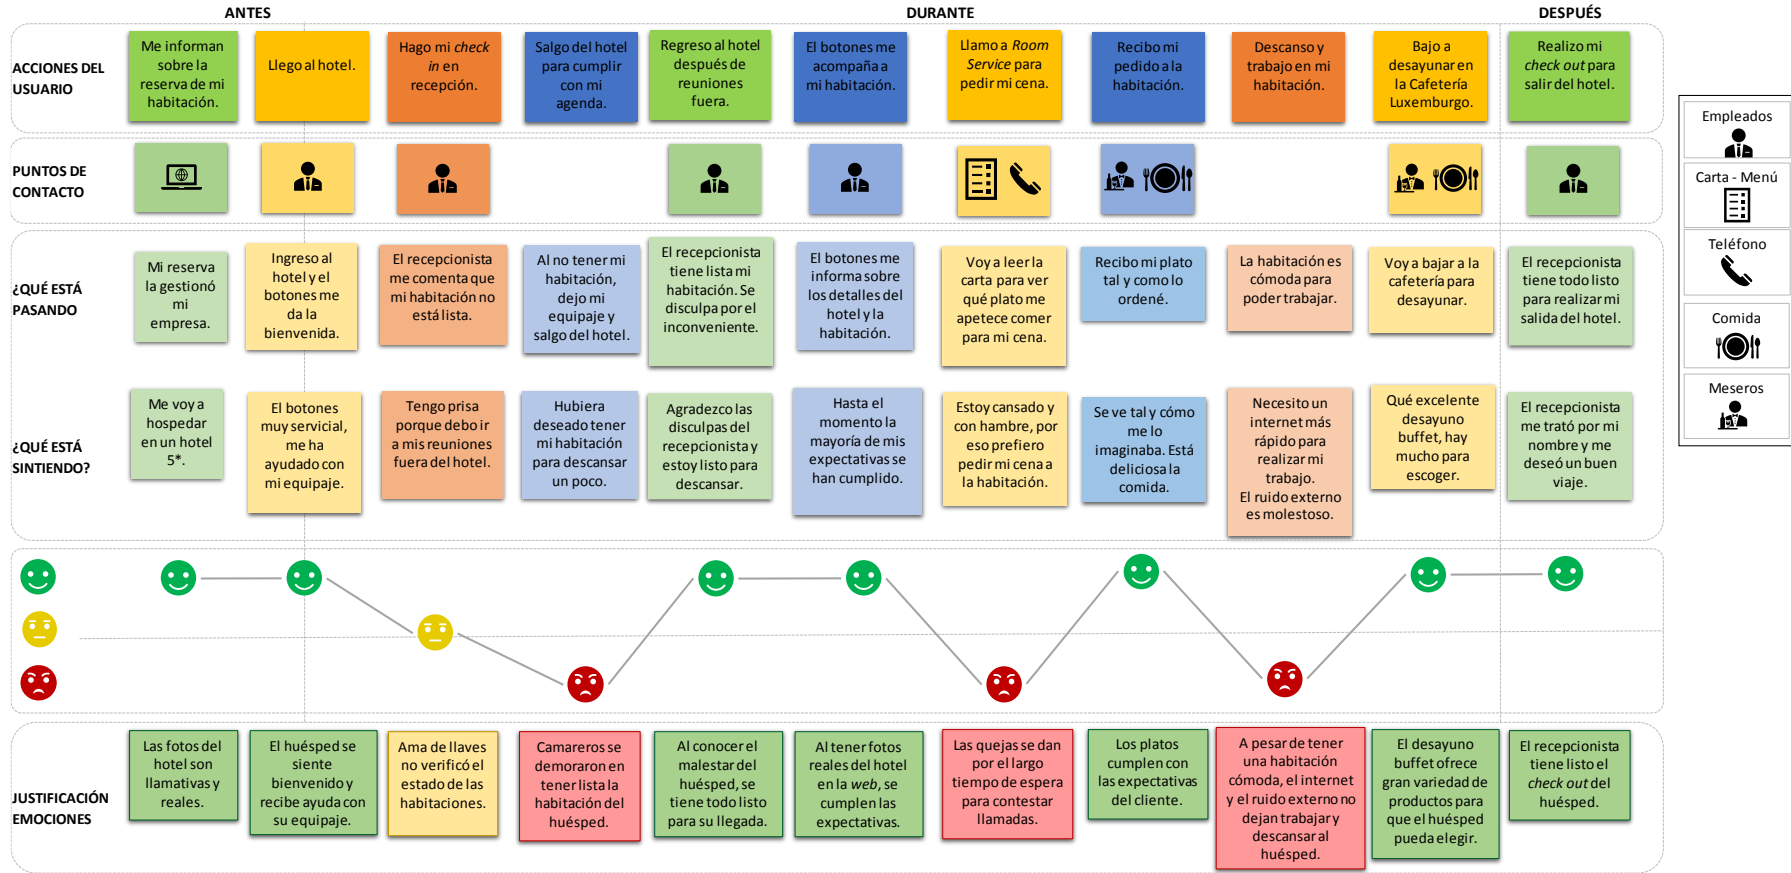 ANTES
DURANTE
DESPUÉS
ACCIONES DEL
USUARIO
Me informan
sobre la
reserva de mi
habitación.
Llego al hotel.
Hago mi check
in en
recepción.
Salgo del hotel
para cumplir
con mi
agenda.
Regreso al hotel
después de
reuniones
fuera.
El botones me
acompaña a
mi habitación.
Llamo a Room
Service para
pedir mi cena.
Recibo mi
pedido a la
habitación.
Descanso y
trabajo en mi
habitación.
Bajo a
desayunar en
la Cafetería
Luxemburgo.
Realizo mi
check out para
salir del hotel.
PUNTOS DE
CONTACTO
Empleados
Carta - Menú
Teléfono
Comida
Meseros
¿QUÉ ESTÁ
PASANDO
Mi reserva
la gestionó
mi
empresa.
Ingreso al
hotel y el
botones me
da la
bienvenida.
El recepcionista
me comenta que
mi habitación no
está lista.
Al no tener mi
habitación,
dejo mi
equipaje y
salgo del hotel.
El recepcionista
tiene lista mi
habitación. Se
disculpa por el
inconveniente.
El botones me
informa sobre
los detalles del
hotel y la
habitación.
Voy a leer la
carta para ver
qué plato me
apetece comer
para mi cena.
Recibo mi plato
tal y como lo
ordené.
La habitación es
cómoda para
poder trabajar.
Voy a bajar a la
cafetería para
desayunar.
El recepcionista
tiene todo listo
para realizar mi
salida del hotel.
¿QUÉ ESTÁ
SINTIENDO?
Me voy a
hospedar
en un hotel
5*.
El botones
muy servicial,
me ha
ayudado con
mi equipaje.
Tengo prisa
porque debo ir
a mis reuniones
fuera del hotel.
Hubiera
deseado tener
mi habitación
para descansar
un poco.
Agradezco las
disculpas del
recepcionista y
estoy listo para
descansar.
Hasta el
momento la
mayoría de mis
expectativas se
han cumplido.
Estoy cansado y
con hambre, por
eso prefiero
pedir mi cena a
la habitación.
Se ve tal y cómo
me lo
imaginaba. Está
deliciosa la
comida.
Necesito un
internet más
rápido para
realizar mi
trabajo.
El ruido externo
es molestoso.
Qué excelente
desayuno
buffet, hay
mucho para
escoger.
El recepcionista
me trató por mi
nombre y me
deseó un buen
viaje.
JUSTIFICACIÓN
EMOCIONES
Las fotos del
hotel son
llamativas y
reales.
El huésped se
siente
bienvenido y
recibe ayuda con
su equipaje.
Ama de llaves
no verificó el
estado de las
habitaciones.
Camareros se
demoraron en
tener lista la
habitación del
huésped.
Al conocer el
malestar del
huésped, se
tiene todo listo
para su llegada.
Al tener fotos
reales del hotel
en la web, se
cumplen las
expectativas.
Las quejas se dan
por el largo
tiempo de espera
para contestar
llamadas.
Los platos
cumplen con las
expectativas
del cliente.
A pesar de tener
una habitación
cómoda, el internet
y el ruido externo no
dejan trabajar y
descansar al
huésped.
El desayuno
buffet ofrece
gran variedad de
productos para
que el huésped
pueda elegir.
El recepcionista
tiene listo el
check out del
huésped.